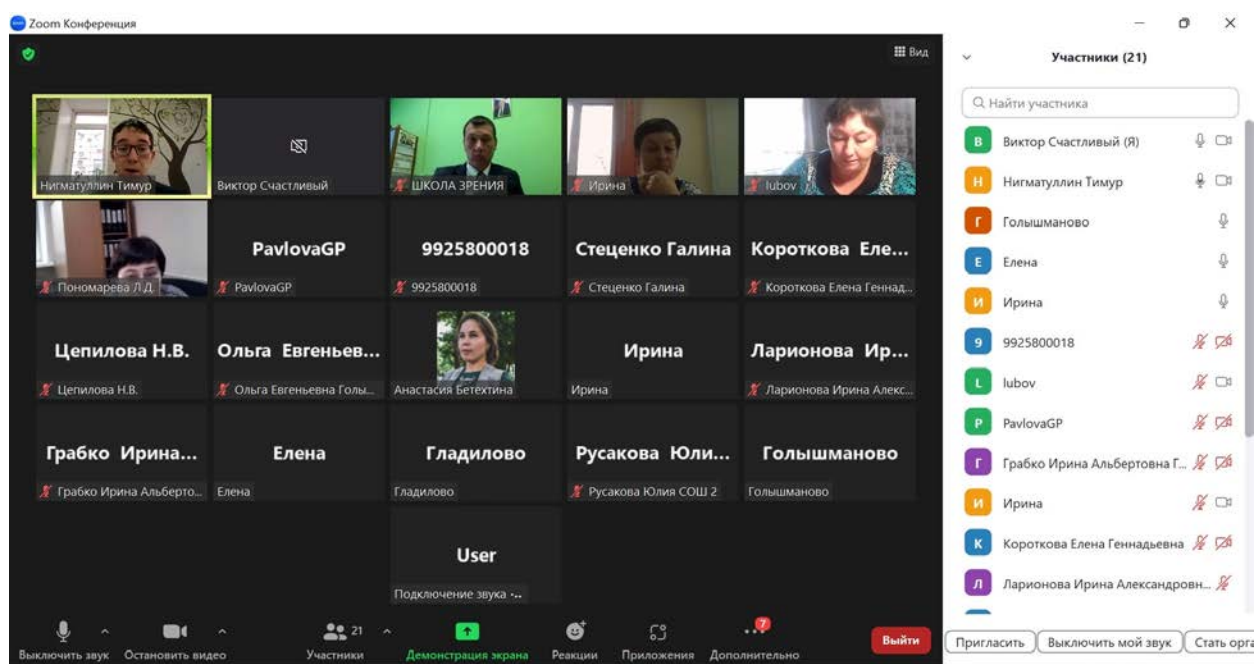 Zoom Конференция
Вид
Нигматуллин Тимур
Виктор Счастливый
ШКОЛА ЗРЕНИЯ
Ирина
lubov
Пономарева Л.Д.
PavlovaGP
9925800018
Стеценко Галина
Короткова Еле...
PavlovaGP
9925800018
Стеценко Галина
Короткова Елена Геннад...
Цепилова Н.В.
Ольга Евгеньев...
Ирина
Ларионова Ир...
Цепилова Н.В.
Ольга Евгеньевна Голы...
Анастасия Бетехтина
Ирина
Ларионова Ирина Алекс...
Грабко Ирина...
Елена
Гладилово
Русакова Юли...
Голышманово
Грабко Ирина Альберто...
Елена
Гладилово
Русакова Юлия СОШ 2
Голышманово
User
Подключение звука -..
21
7
Выключить звук
Остановить видео
Участники
Демонстрация экрана
Реакции
Приложения
Дополнительно
Выйти
Участники (21)
Найти участника
В Виктор Счастливый (Я)
Н Нигматуллин Тимур
Г Голышманово
Е Елена
И Ирина
9 9925800018
L lubov
P PavlovaGP
Г Грабко Ирина Альбертовна Г...
И Ирина
К Короткова Елена Геннадьевна
Л Ларионова Ирина Александровн...
Пригласить
Выключить мой звук
Стать орга